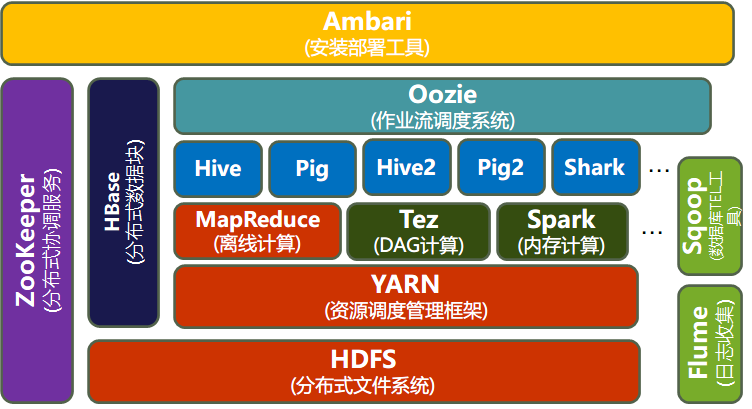 Ambari
(安装部署工具)
ZooKeeper
(分布式协调服务)
HBase
(分布式数据块)
Oozie
(作业流调度系统)
Hive
Pig
Hive2
Pig2
Shark
...
MapReduce
(离线计算)
Tez
(DAG计算)
Spark
(内存计算)
...
YARN
(资源调度管理框架)
HDFS
(分布式文件系统)
Sqoop
(数据库TEL工
具)
Flume
(日志收集)